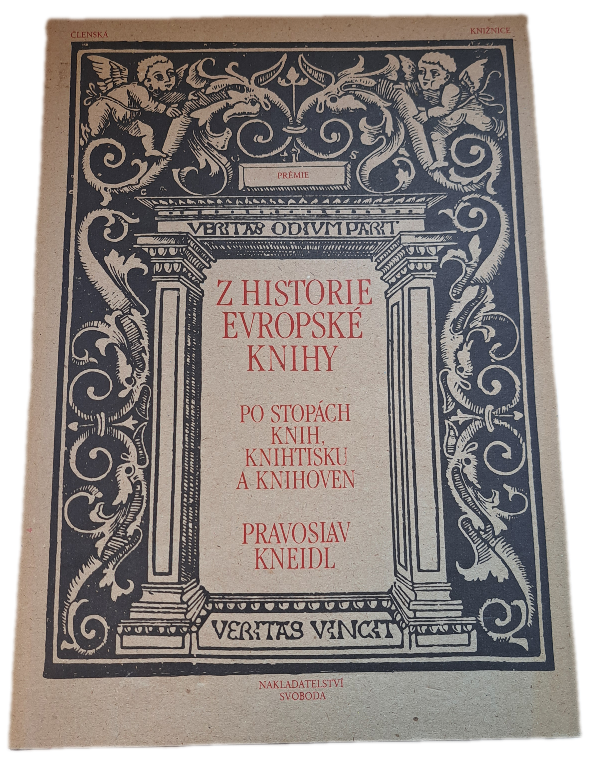 ČLENSKÁ KNIŽNICE
PRÉMIE
VERITAS ODIUM PARIT
Z HISTORIE
EVROPSKÉ
KNIHY
PO STOPÁCH
KNIH,
KNIHTISKU
A KNIHOVEN
PRAVOSLAV
KNEIDL
VERITAS VINCIT
NAKLADATELSTVÍ
SVOBODA